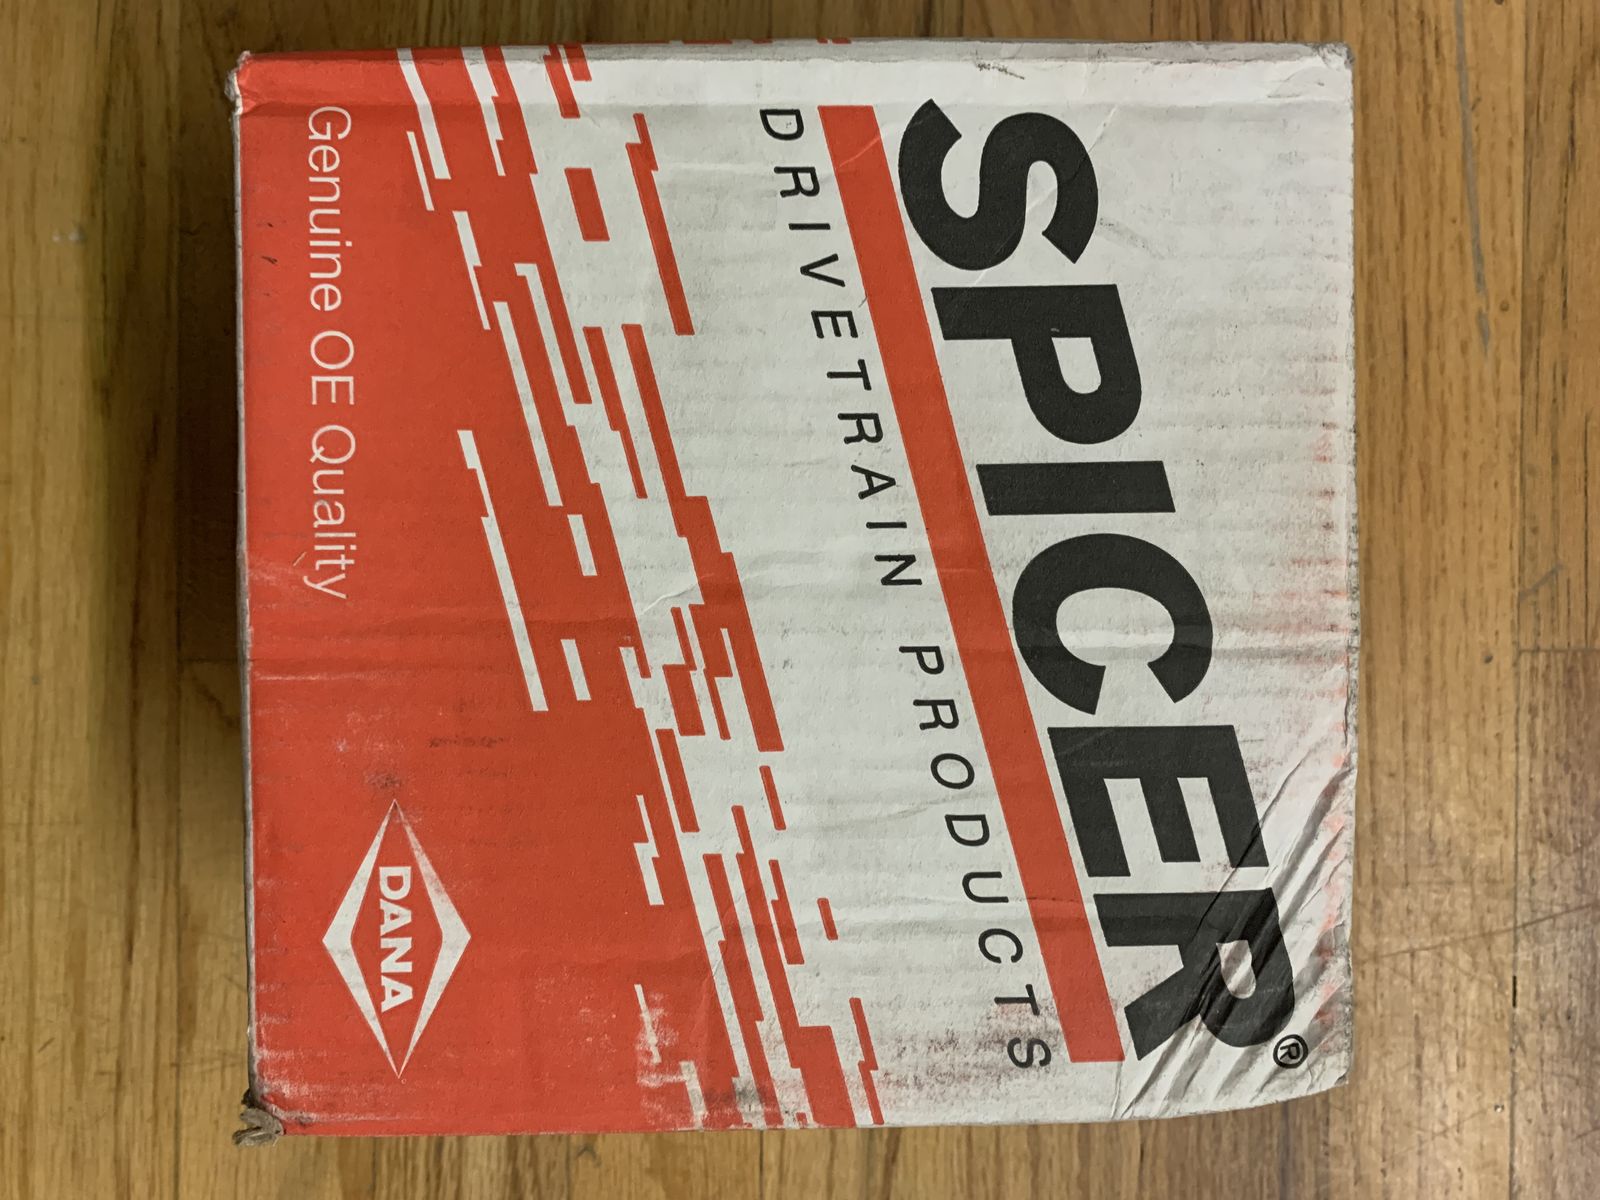 SPICER®
DRIVETRAIN PRODUCTS
Genuine OE Quality
DANA